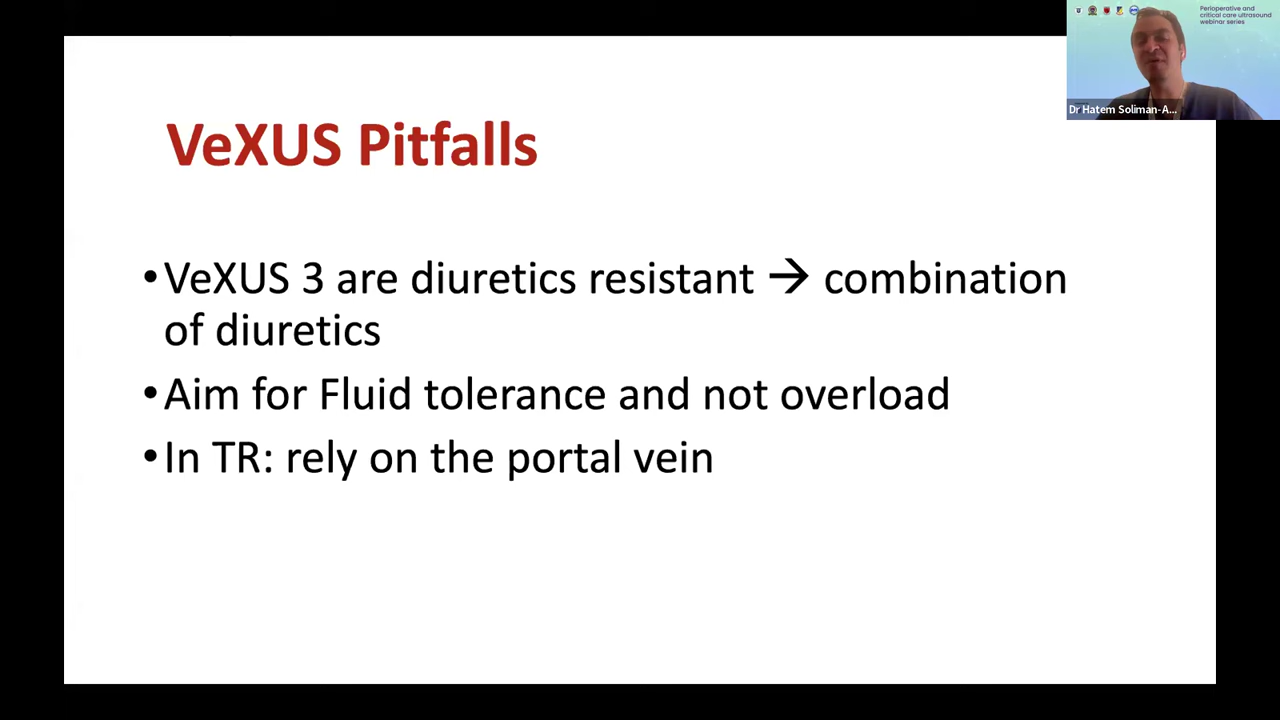 Perioperative and
critical care ultrasound
webinar series
Dr Hatem Soliman-A...
VeXUS Pitfalls
•VeXUS 3 are diuretics resistant → combination
of diuretics
•Aim for Fluid tolerance and not overload
•In TR: rely on the portal vein